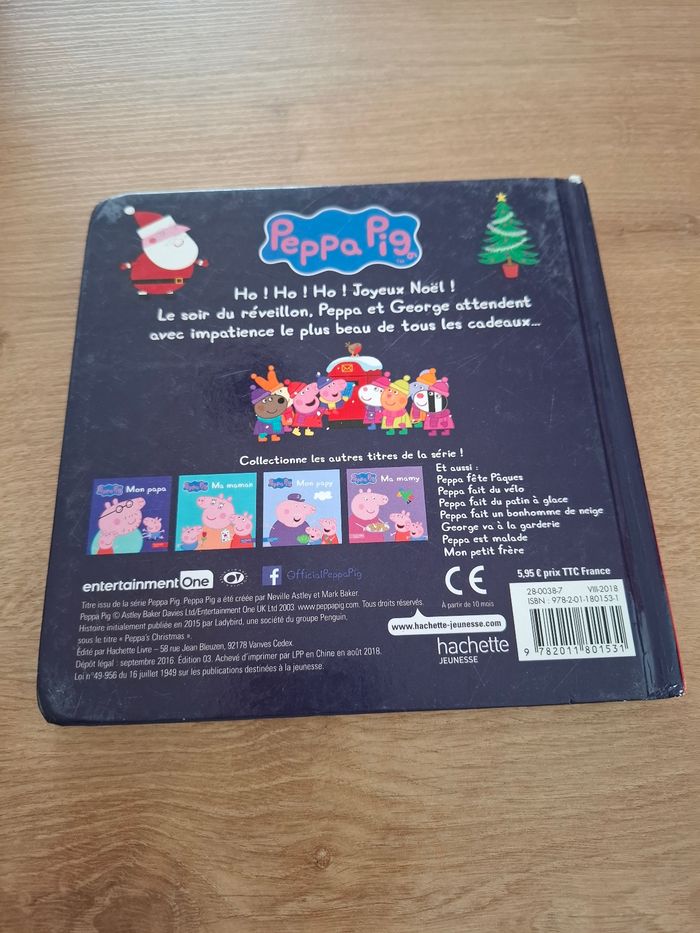 Peppa Pig
Ho ! Ho ! Ho ! Joyeux Noël !
Le soir du réveillon, Peppa et George attendent
avec impatience le plus beau de tous les cadeaux...
Collectionne les autres titres de la série !
Peppa Pig Mon papa
Peppa Pig Ma maman
Peppa Pig Mon papy
Peppa Pig Ma mamy
Et aussi :
Peppa fête Pâques
Peppa fait du vélo
Peppa fait du patin à glace
Peppa fait un bonhomme de neige
George va à la garderie
Peppa est malade
Mon petit frère
entertainment One
f @OfficialPeppaPig
CE
À partir de 10 mois
5,95 € prix TTC France
28-0038-7 VIII-2018
ISBN : 978-2-01-180153-1
9 782011 801531
Titre issu de la série Peppa Pig. Peppa Pig a été créée par Neville Astley et Mark Baker.
Peppa Pig © Astley Baker Davies Ltd/Entertainment One UK Ltd 2003. www.peppapig.com. Tous droits réservés.
Histoire initialement publiée en 2015 par Ladybird, une société du groupe Penguin,
sous le titre « Peppa's Christmas ».
Édité par Hachette Livre – 58 rue Jean Bleuzen, 92178 Vanves Cedex.
Dépôt légal : septembre 2016. Édition 03. Achevé d'imprimer par LPP en Chine en août 2018.
Loi n°49-956 du 16 juillet 1949 sur les publications destinées à la jeunesse.
www.hachette-jeunesse.com
hachette
JEUNESSE